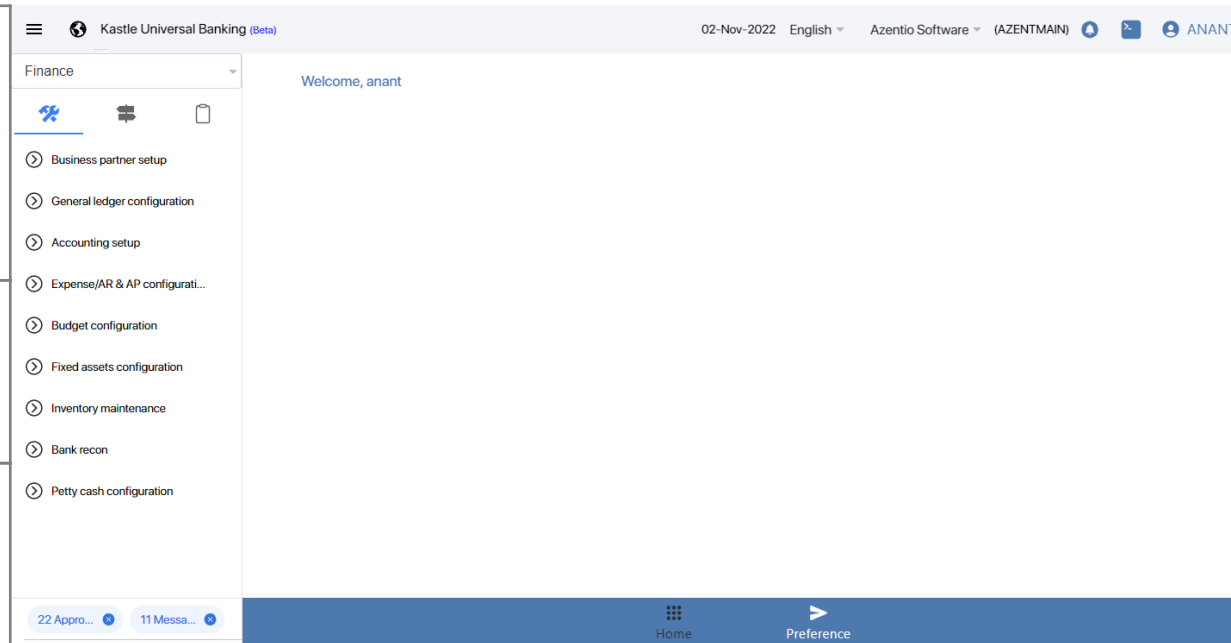 Kastle Universal Banking (Beta)
02-Nov-2022 English Azentio Software (AZENTMAIN) ANANT
Finance
Welcome, anant
Business partner setup
General ledger configuration
Accounting setup
Expense/AR & AP configurati...
Budget configuration
Fixed assets configuration
Inventory maintenance
Bank recon
Petty cash configuration
22 Appro... 11 Messa...
Home Preference